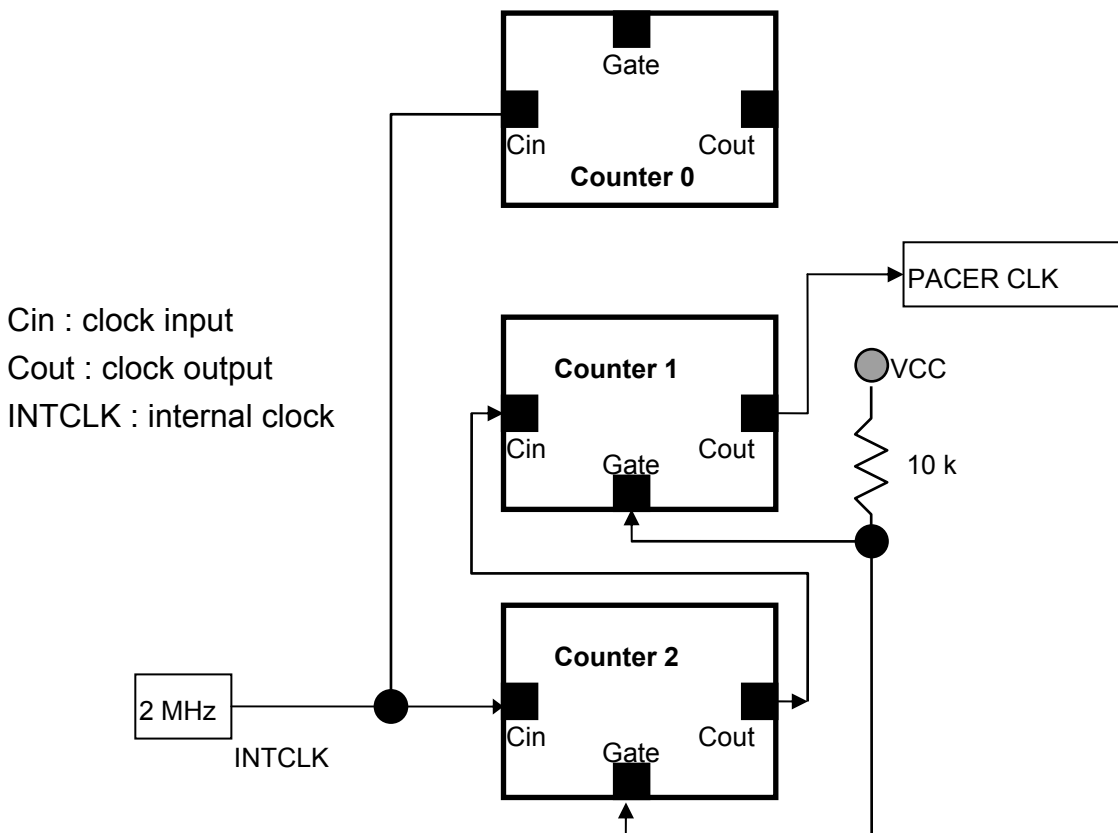 Gate
Cin
Cout
Counter 0
PACER CLK
Cin : clock input
Cout : clock output
INTCLK : internal clock
Counter 1
VCC
Cin
Cout
Gate
10 k
Counter 2
2 MHz
Cin
Cout
Gate
INTCLK